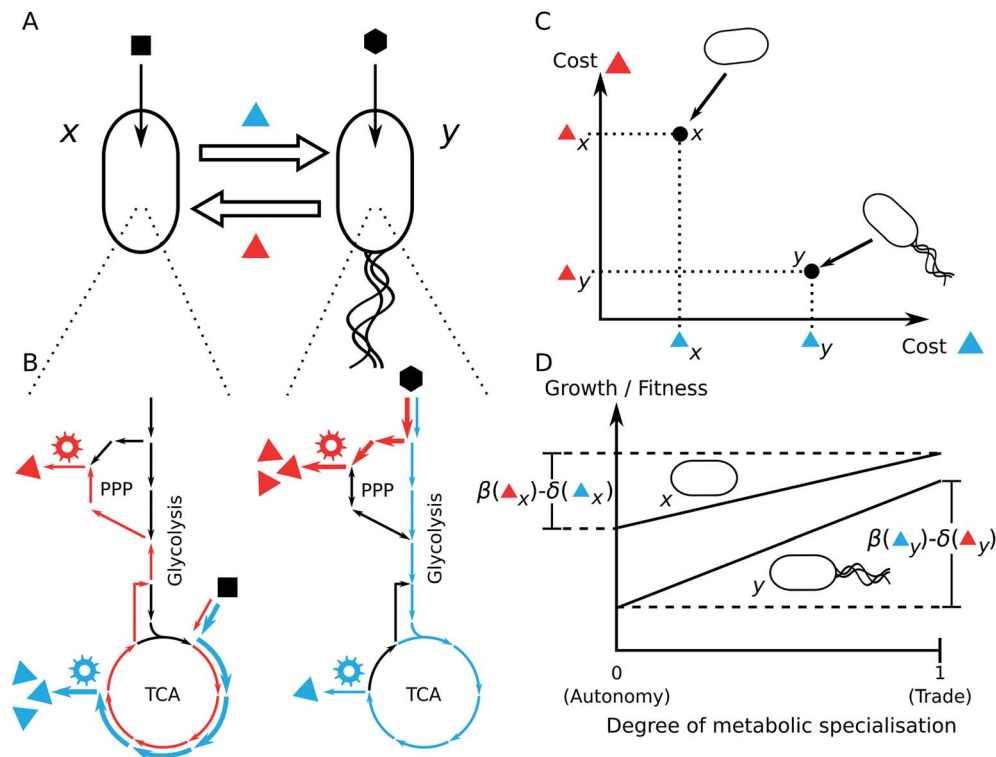 A
x
y
B
PPP
Glycolysis
TCA
PPP
Glycolysis
TCA
C
Cost
x
x
y
y
x
y
Cost
D
Growth / Fitness
β( x)-δ( x)
x
β( y)-δ( y)
y
0
1
(Autonomy)
(Trade)
Degree of metabolic specialisation